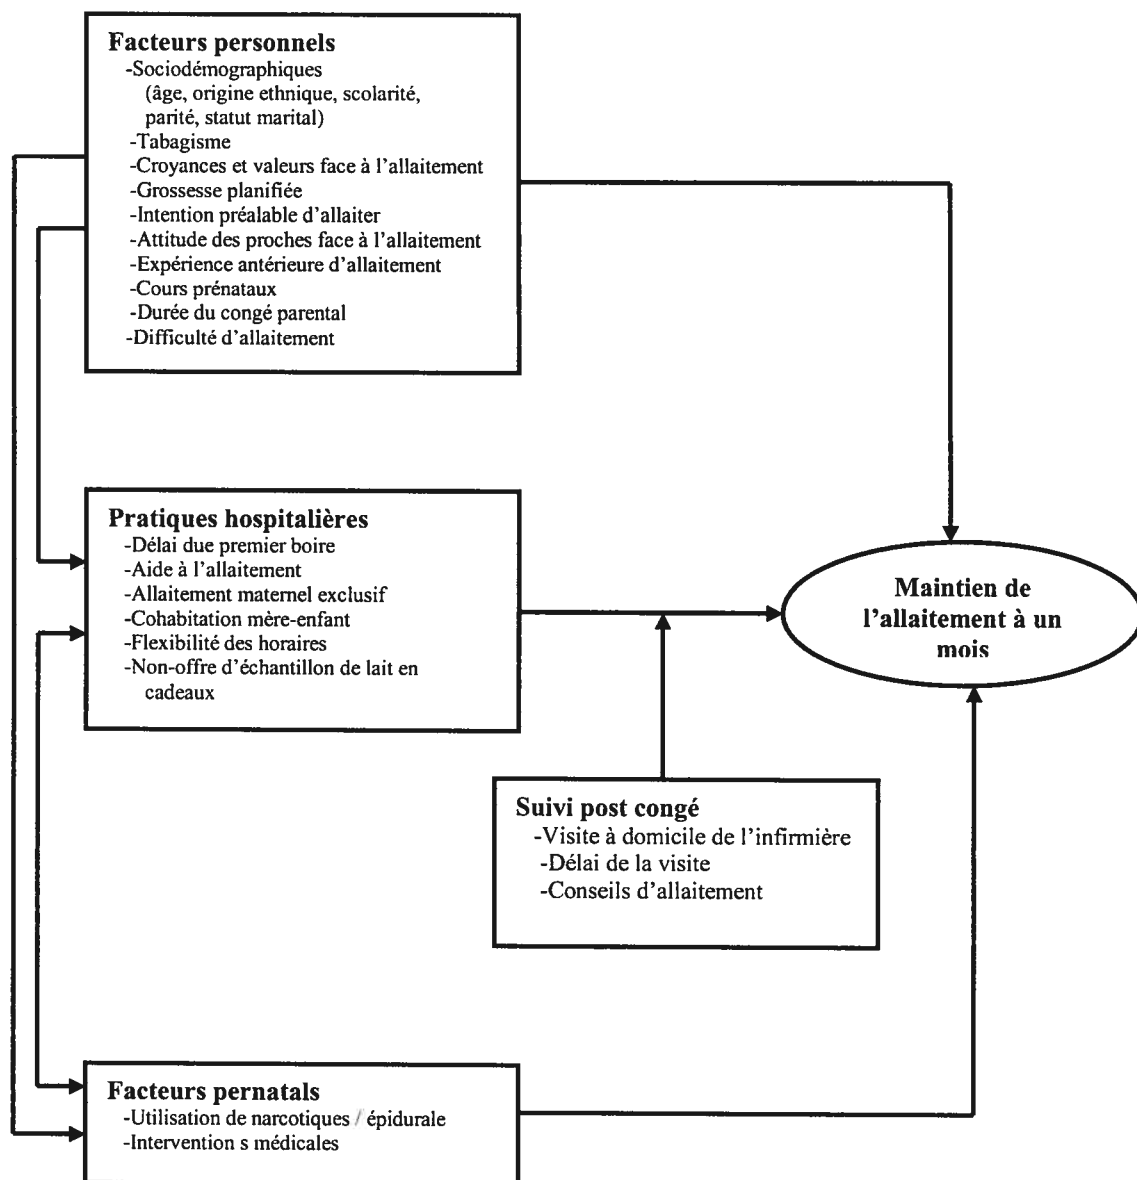 Facteurs personnels
-Sociodémographiques
(âge, origine ethnique, scolarité,
parité, statut marital)
-Tabagisme
-Croyances et valeurs face à l'allaitement
-Grossesse planifiée
-Intention préalable d'allaiter
-Attitude des proches face à l'allaitement
-Expérience antérieure d'allaitement
-Cours prénataux
-Durée du congé parental
-Difficulté d'allaitement
Pratiques hospitalières
-Délai due premier boire
-Aide à l'allaitement
-Allaitement maternel exclusif
-Cohabitation mère-enfant
-Flexibilité des horaires
-Non-offre d'échantillon de lait en
cadeaux
Maintien de
l'allaitement à un
mois
Suivi post congé
-Visite à domicile de l'infirmière
-Délai de la visite
-Conseils d'allaitement
Facteurs pernatals
-Utilisation de narcotiques / épidurale
-Intervention s médicales